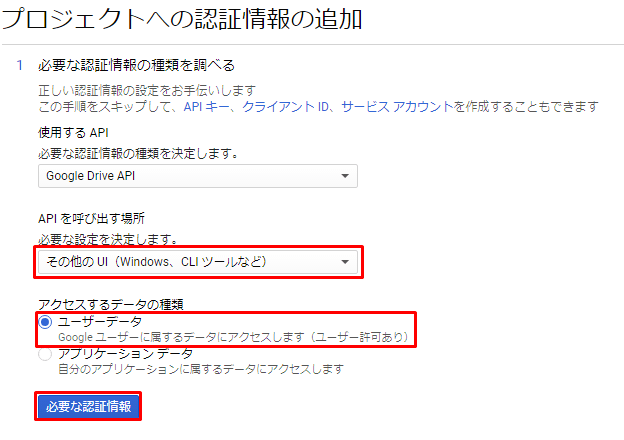 プロジェクトへの認証情報の追加
1 必要な認証情報の種類を調べる
正しい認証情報の設定をお手伝いします
この手順をスキップして、API キー、クライアント ID、サービス アカウントを作成することもできます
使用する API
必要な認証情報の種類を決定します。
Google Drive API
API を呼び出す場所
必要な設定を決定します。
その他の UI（Windows、CLI ツールなど）
アクセスするデータの種類
ユーザーデータ
Google ユーザーに属するデータにアクセスします（ユーザー許可あり）
アプリケーション データ
自分のアプリケーションに属するデータにアクセスします
必要な認証情報